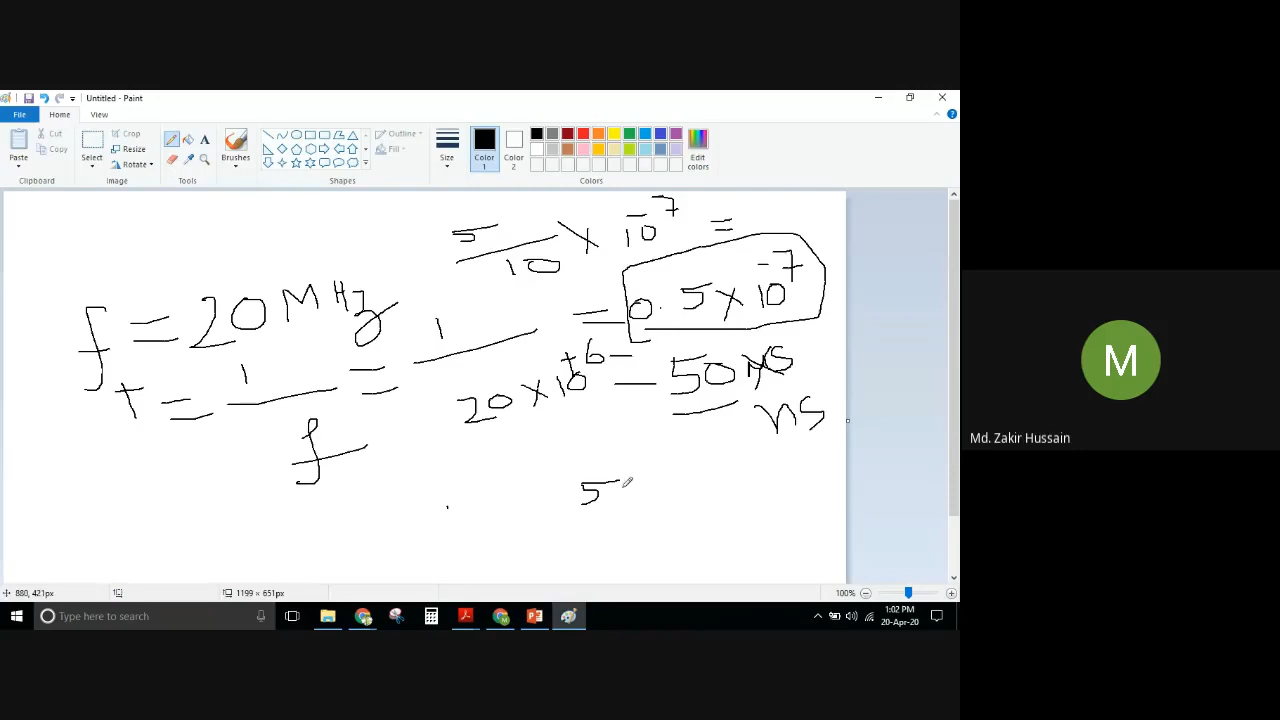 Untitled - Paint
File Home View
Paste Cut Copy
Select Crop Resize Rotate
Brushes
Outline Fill
Size
Color 1 Color 2
Edit colors
Clipboard Image Tools Shapes Colors
5/10 × 10^-7 =
f = 20 MHz
t = 1/f = 1/(20 × 10^+6) = 0.5 × 10^-7
= 50
ns
5
Md. Zakir Hussain
M
880, 421px 1199 × 651px 100%
Type here to search
1:02 PM
20-Apr-20